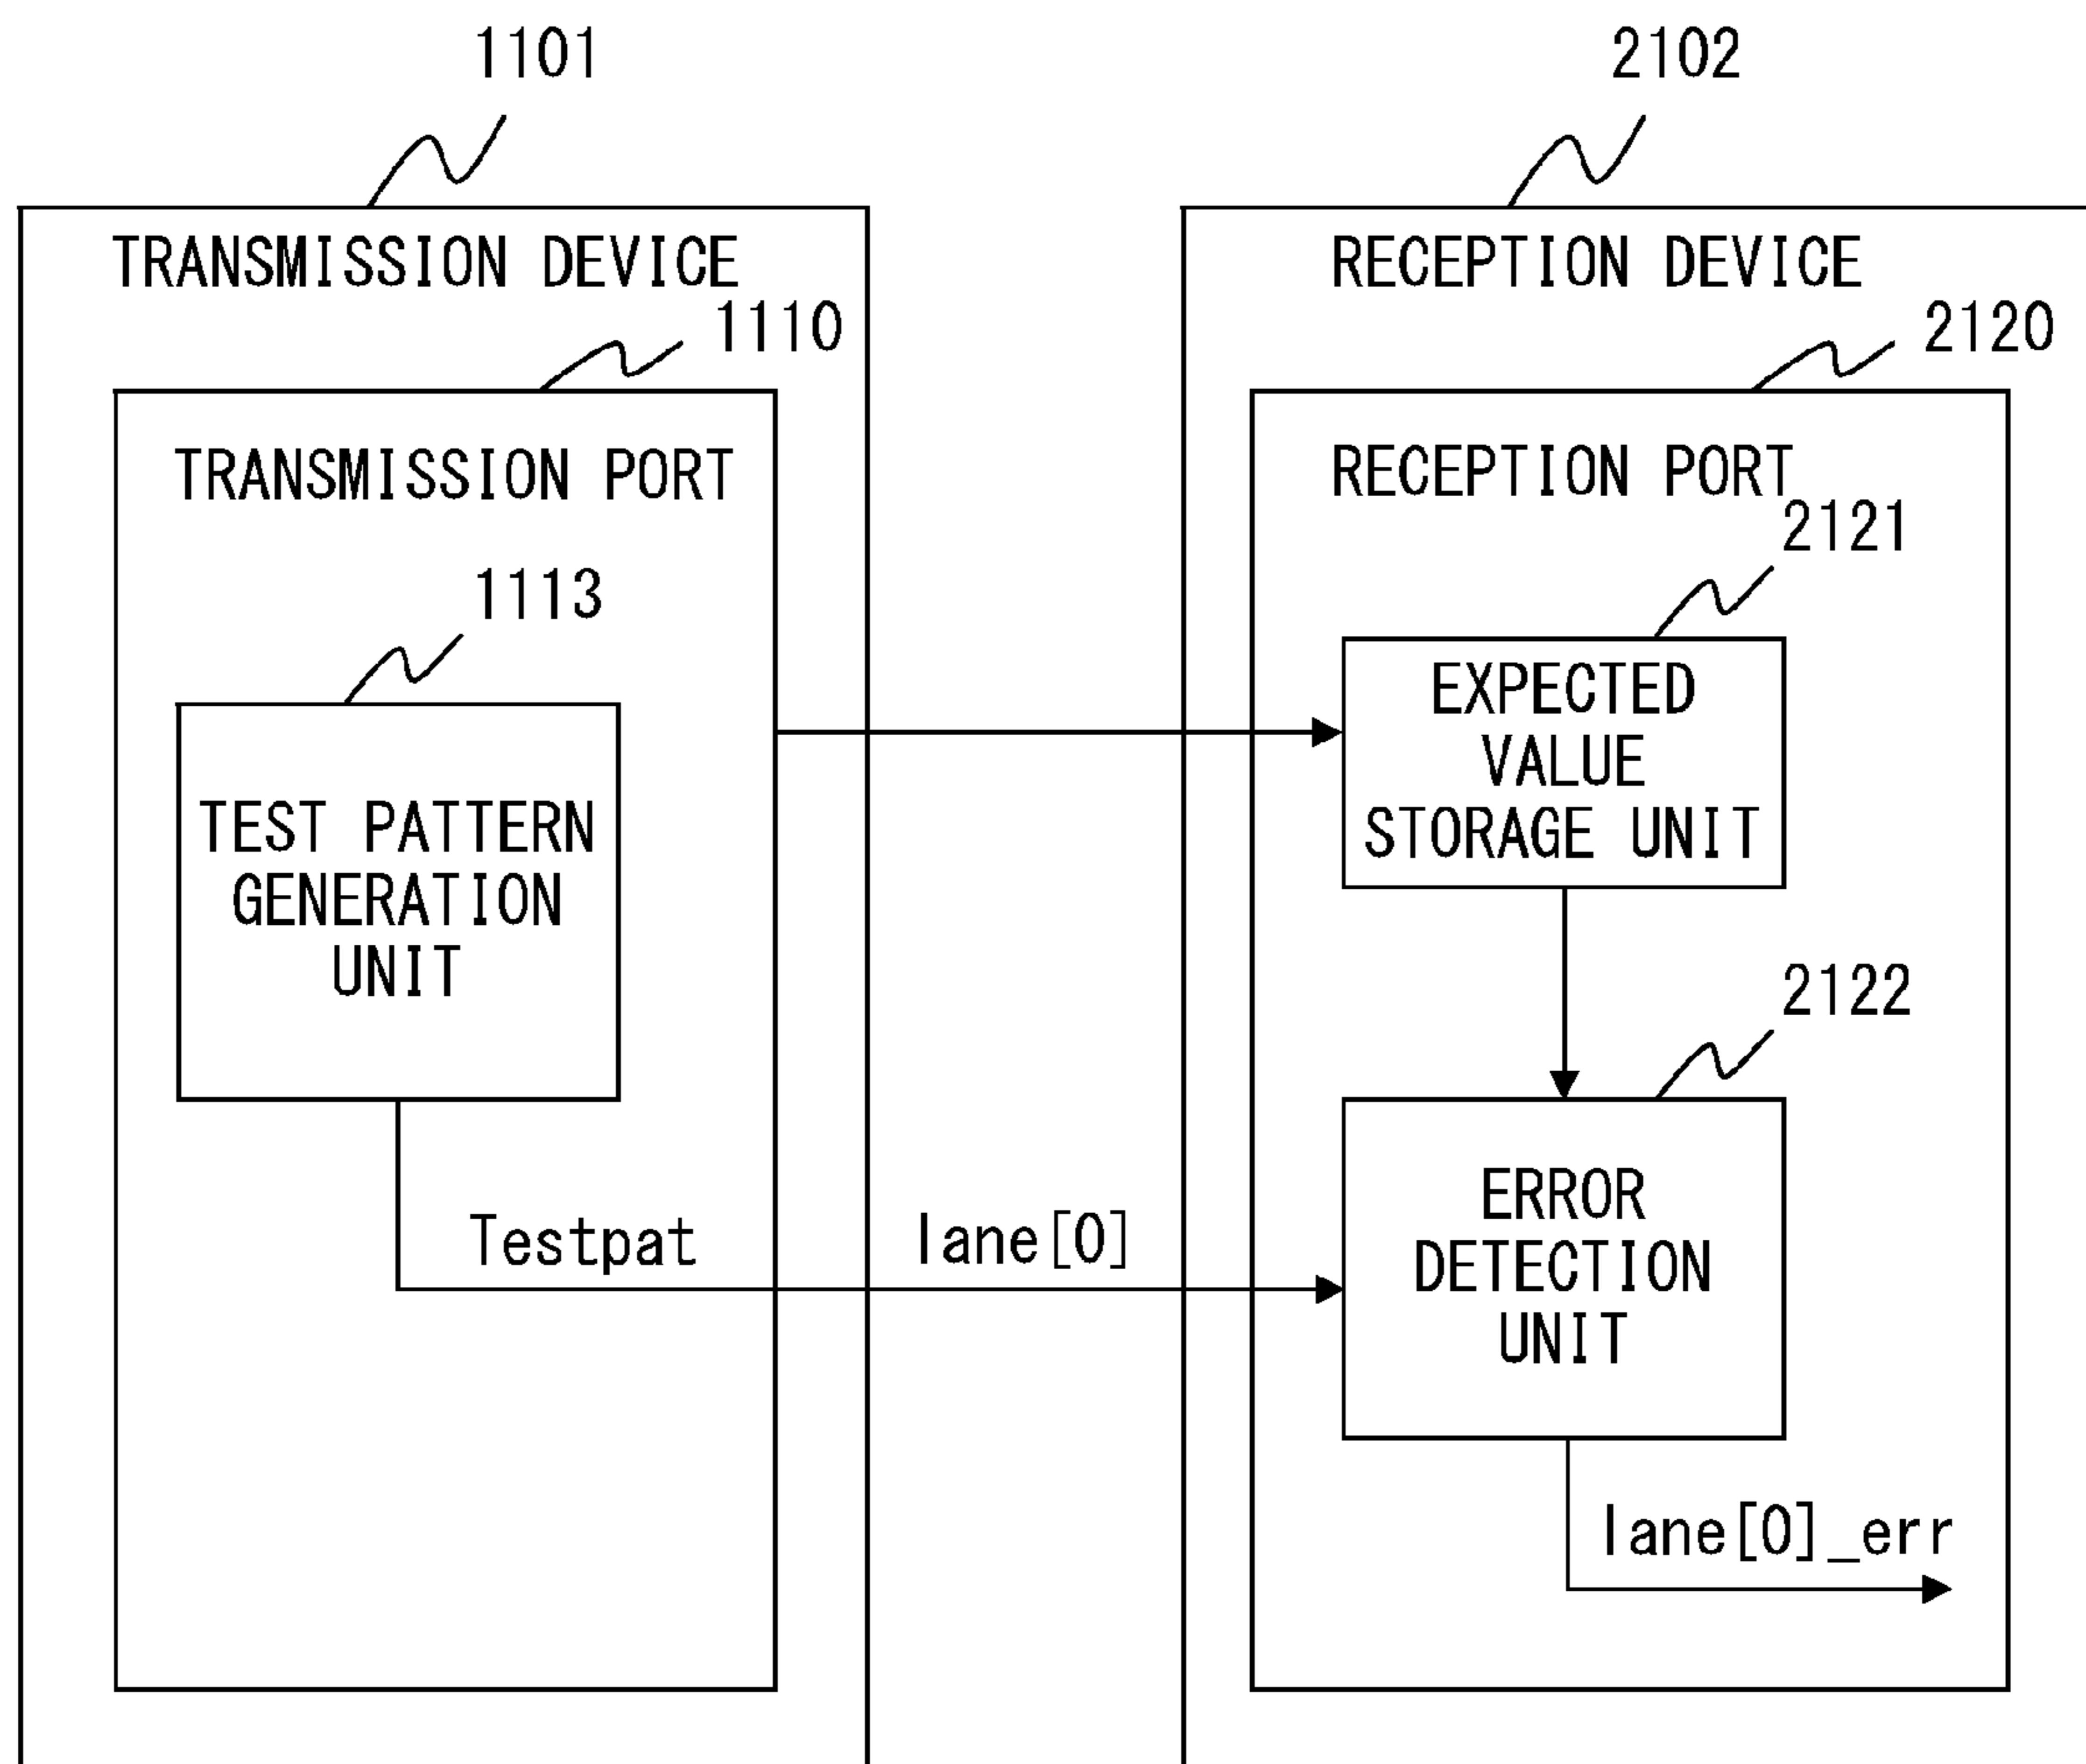 1101
2102
TRANSMISSION DEVICE
RECEPTION DEVICE
1110
2120
TRANSMISSION PORT
RECEPTION PORT
2121
1113
EXPECTED
VALUE
STORAGE UNIT
TEST PATTERN
GENERATION
UNIT
2122
ERROR
DETECTION
UNIT
Testpat
lane[0]
lane[0]_err